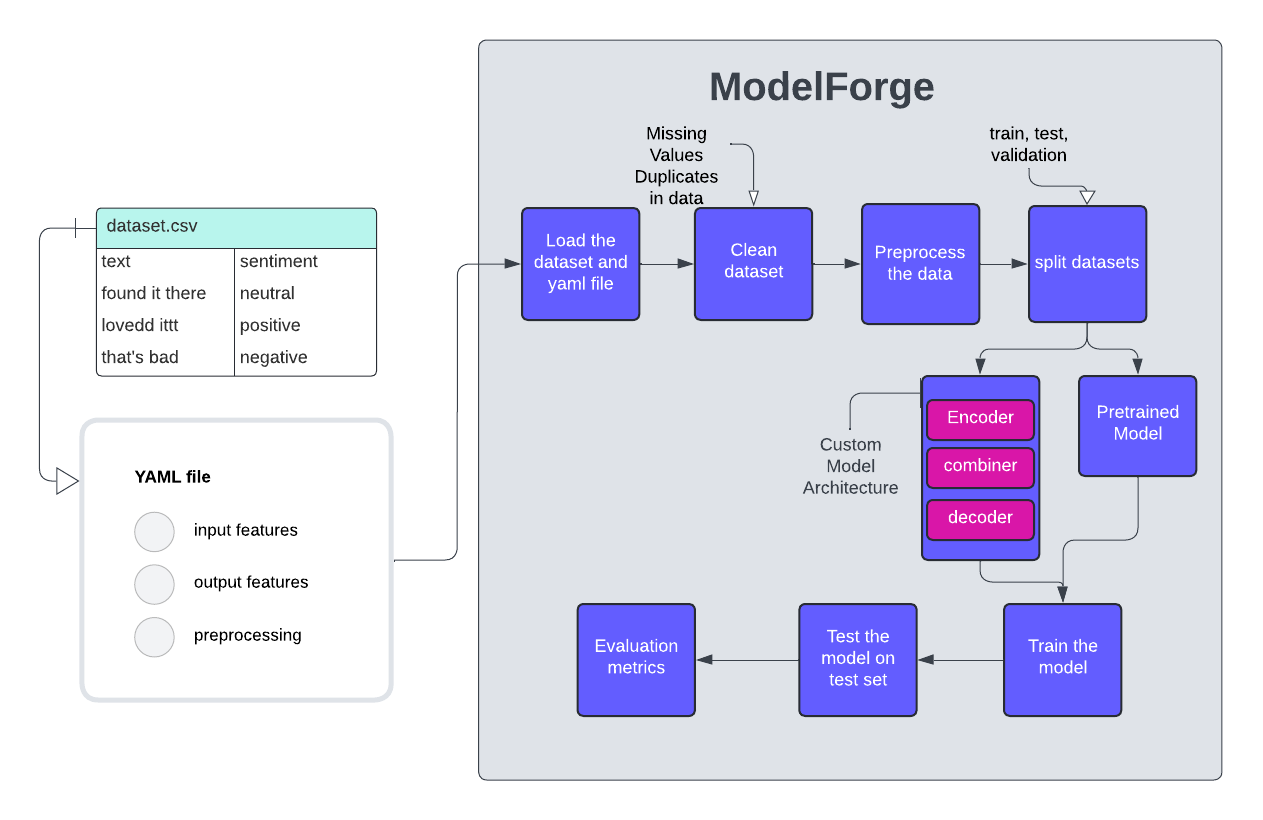 ModelForge
Missing
Values
Duplicates
in data
train, test,
validation
dataset.csv
text sentiment
found it there neutral
lovedd ittt positive
that's bad negative
Load the
dataset and
yaml file
Clean
dataset
Preprocess
the data
split datasets
YAML file
input features
output features
preprocessing
Custom
Model
Architecture
Encoder
combiner
decoder
Pretrained
Model
Evaluation
metrics
Test the
model on
test set
Train the
model